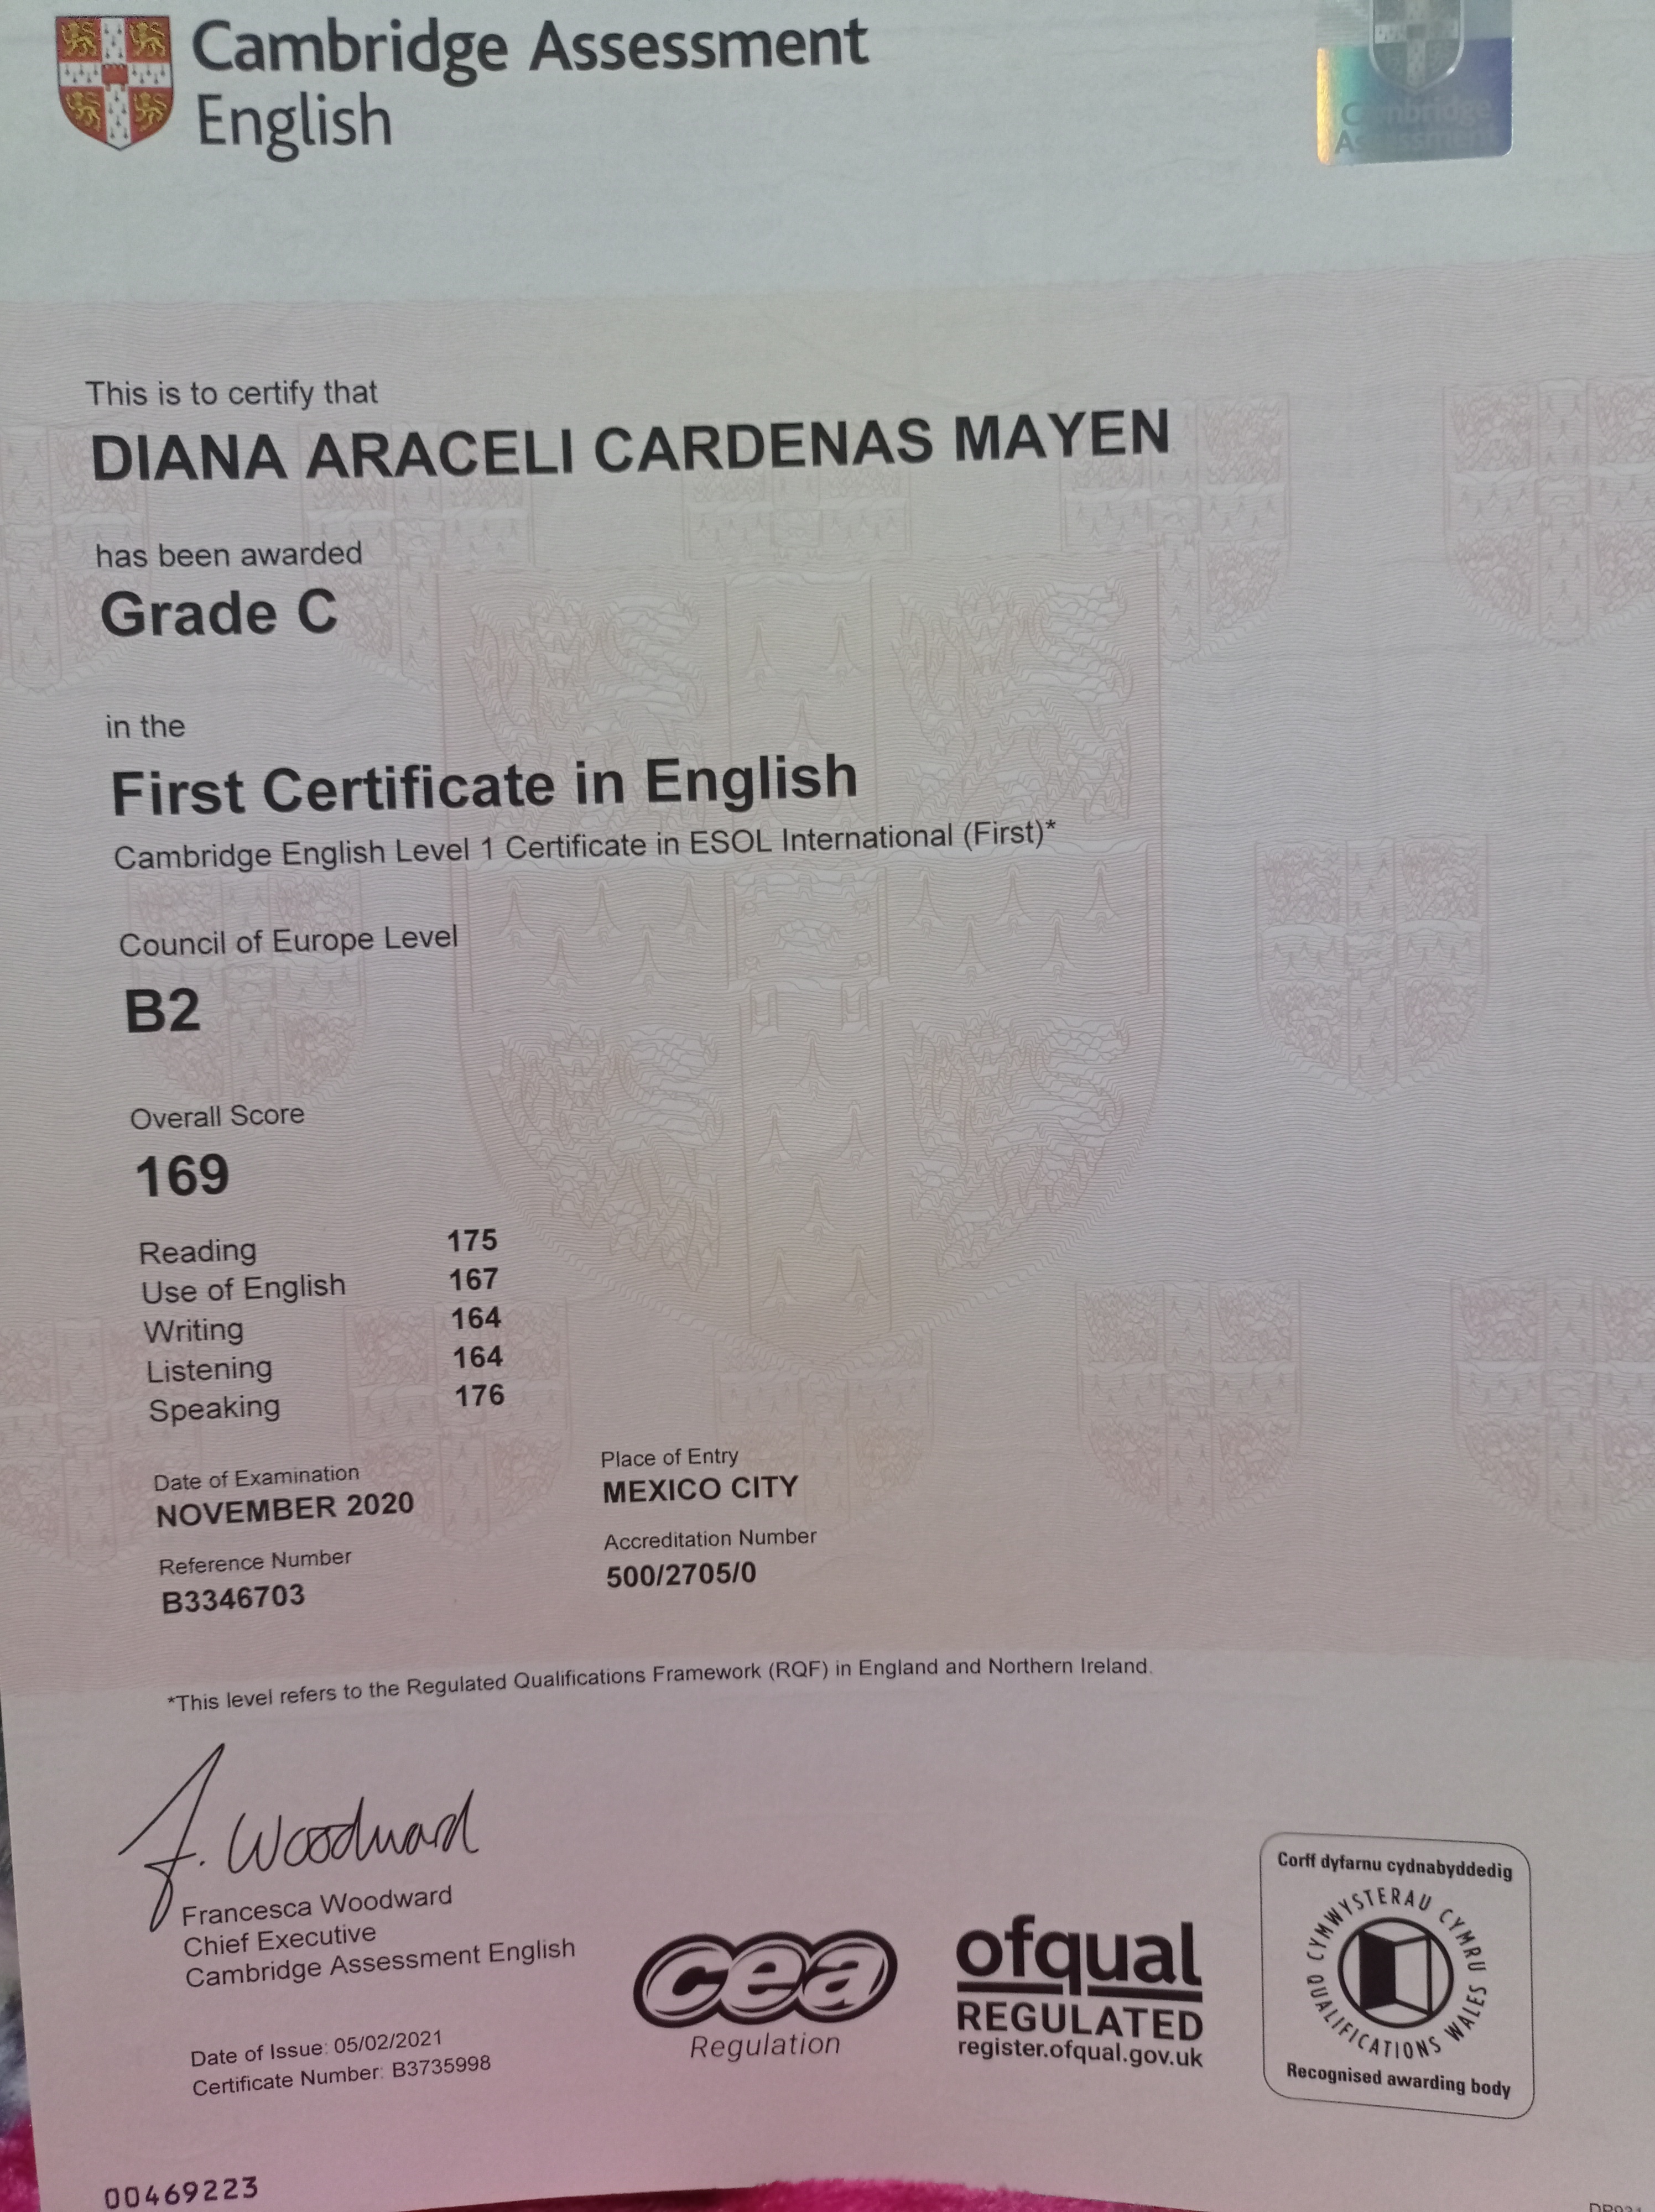 Cambridge Assessment
English
Cambridge
Assessment
This is to certify that
DIANA ARACELI CARDENAS MAYEN
has been awarded
Grade C
in the
First Certificate in English
Cambridge English Level 1 Certificate in ESOL International (First)*
Council of Europe Level
B2
Overall Score
169
Reading 175
Use of English 167
Writing 164
Listening 164
Speaking 176
Date of Examination
NOVEMBER 2020
Place of Entry
MEXICO CITY
Reference Number
B3346703
Accreditation Number
500/2705/0
*This level refers to the Regulated Qualifications Framework (RQF) in England and Northern Ireland.
F. Woodward
Francesca Woodward
Chief Executive
Cambridge Assessment English
Date of Issue: 05/02/2021
Certificate Number: B3735998
cea
Regulation
ofqual
REGULATED
register.ofqual.gov.uk
Corff dyfarnu cydnabyddedig
CYMWYSTERAU CYMRU
QUALIFICATIONS WALES
Recognised awarding body
00469223